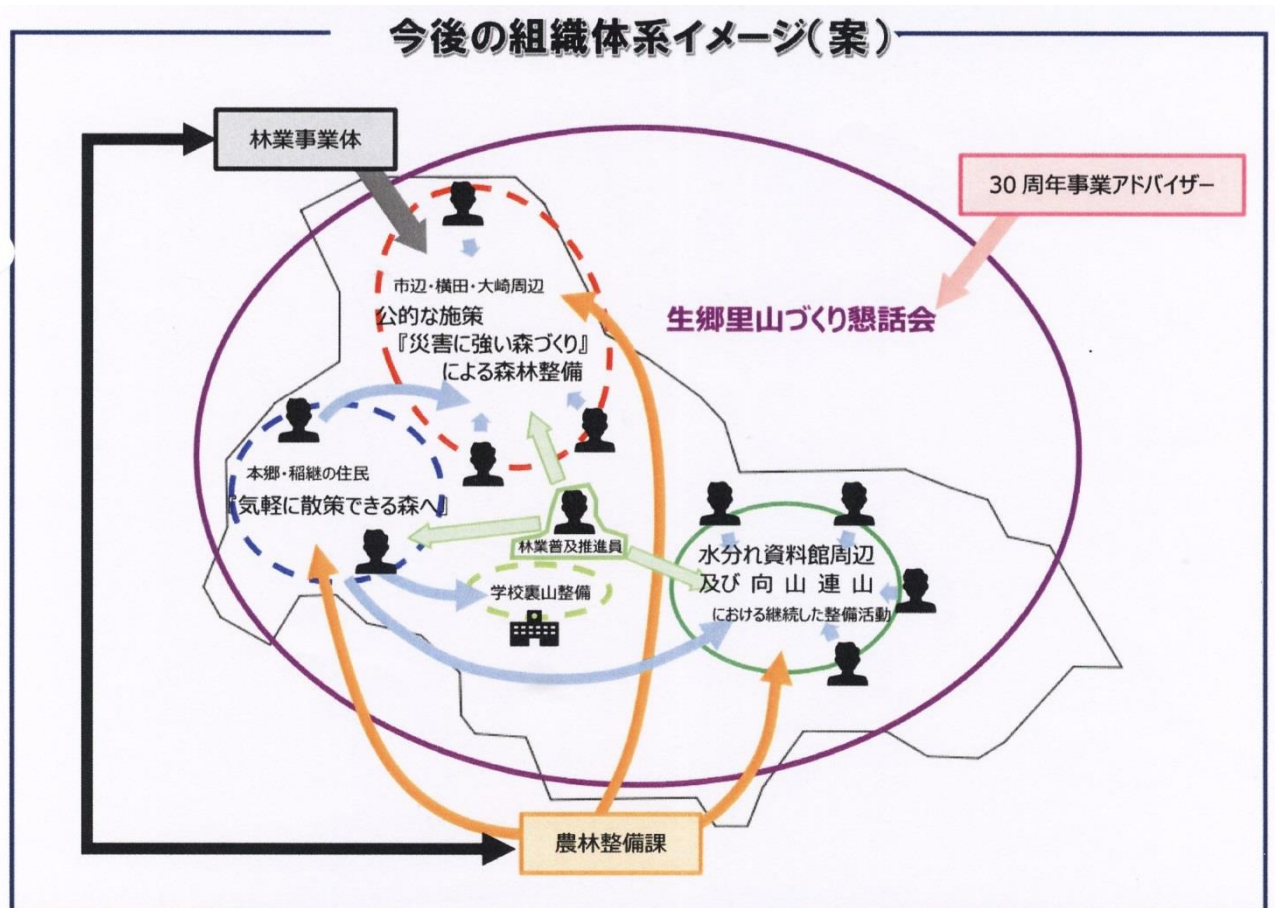 今後の組織体系イメージ(案)
林業事業体
30周年事業アドバイザー
市辺・横田・大崎周辺
公的な施策
『災害に強い森づくり』
による森林整備
生郷里山づくり懇話会
本郷・稲継の住民
『気軽に散策できる森へ』
林業普及推進員
学校裏山整備
水分れ資料館周辺
及び向山連山
における継続した整備活動
農林整備課